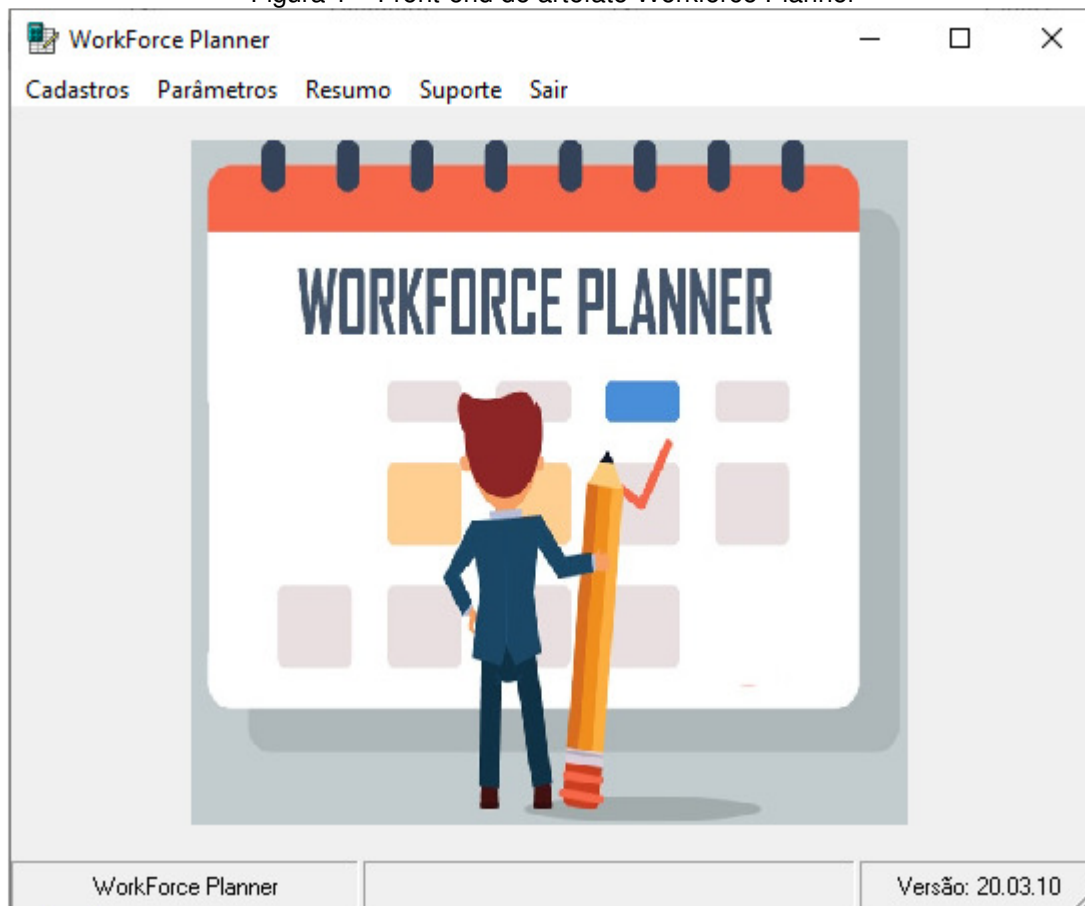 WorkForce Planner
Cadastros Parâmetros Resumo Suporte Sair
WORKFORCE PLANNER
WorkForce Planner
Versão: 20.03.10